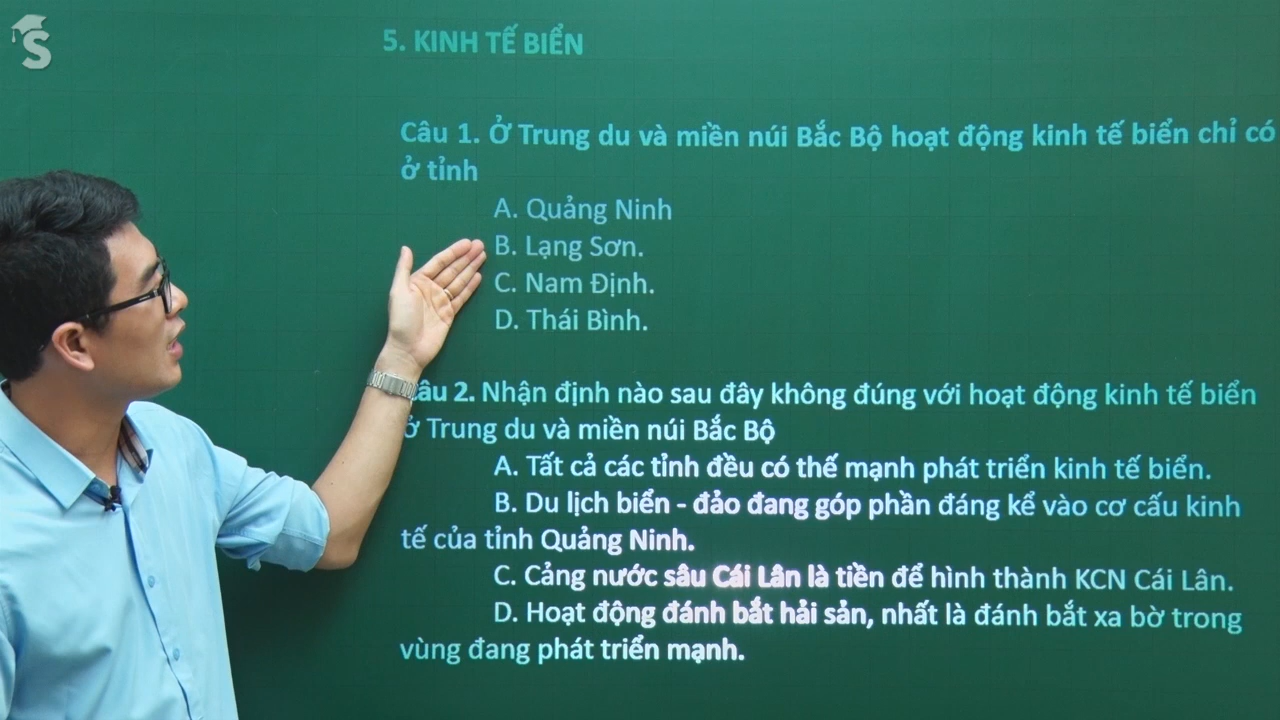 S
5. KINH TẾ BIỂN
Câu 1. Ở Trung du và miền núi Bắc Bộ hoạt động kinh tế biển chỉ có
ở tỉnh
A. Quảng Ninh
B. Lạng Sơn.
C. Nam Định.
D. Thái Bình.
âu 2. Nhận định nào sau đây không đúng với hoạt động kinh tế biển
ở Trung du và miền núi Bắc Bộ
A. Tất cả các tỉnh đều có thế mạnh phát triển kinh tế biển.
B. Du lịch biển - đảo đang góp phần đáng kể vào cơ cấu kinh
tế của tỉnh Quảng Ninh.
C. Cảng nước sâu Cái Lân là tiền để hình thành KCN Cái Lân.
D. Hoạt động đánh bắt hải sản, nhất là đánh bắt xa bờ trong
vùng đang phát triển mạnh.